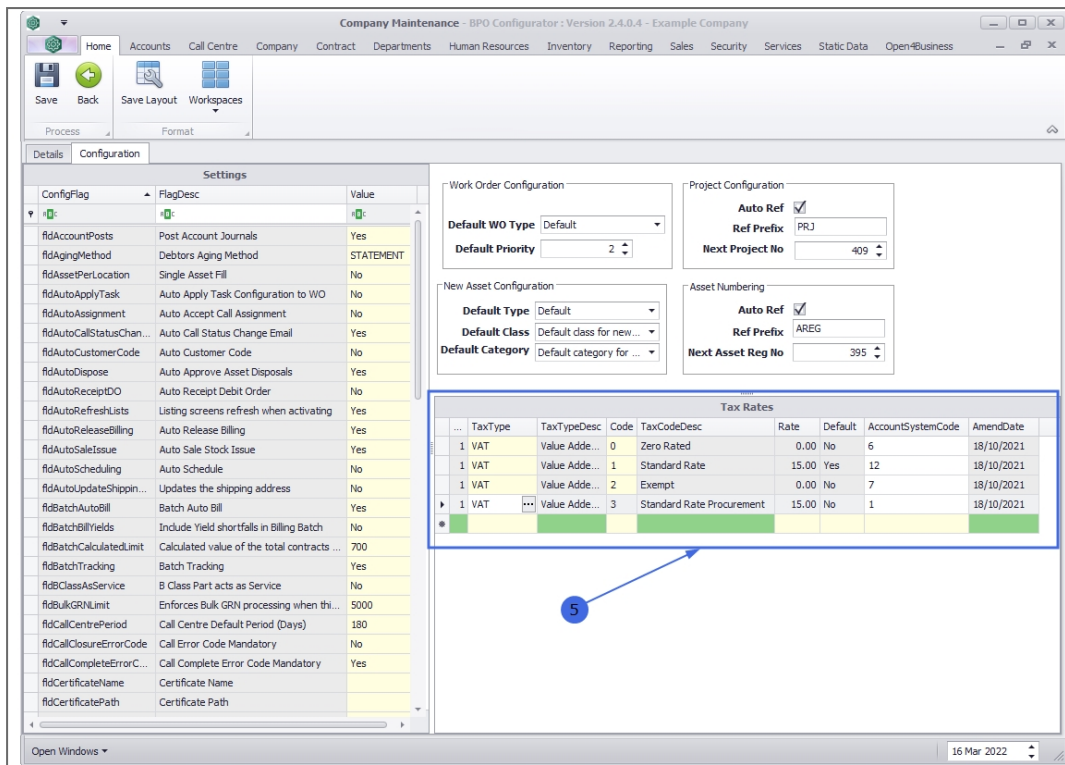 Company Maintenance - BPO Configurator : Version 2.4.0.4 - Example Company
Home Accounts Call Centre Company Contract Departments Human Resources Inventory Reporting Sales Security Services Static Data Open4Business
Save Back Save Layout Workspaces
Process Format
Details Configuration
Settings
ConfigFlag FlagDesc Value
fldAccountPosts Post Account Journals Yes
fldAgingMethod Debtors Aging Method STATEMENT
fldAssetPerLocation Single Asset Fill No
fldAutoApplyTask Auto Apply Task Configuration to WO No
fldAutoAssignment Auto Accept Call Assignment No
fldAutoCallStatusChan... Auto Call Status Change Email Yes
fldAutoCustomerCode Auto Customer Code No
fldAutoDispose Auto Approve Asset Disposals Yes
fldAutoReceiptDO Auto Receipt Debit Order No
fldAutoRefreshLists Listing screens refresh when activating Yes
fldAutoReleaseBilling Auto Release Billing Yes
fldAutoSaleIssue Auto Sale Stock Issue Yes
fldAutoScheduling Auto Schedule No
fldAutoUpdateShippin... Updates the shipping address No
fldBatchAutoBill Batch Auto Bill Yes
fldBatchBillYields Include Yield shortfalls in Billing Batch No
fldBatchCalculatedLimit Calculated value of the total contracts ... 700
fldBatchTracking Batch Tracking Yes
fldBClassAsService B Class Part acts as Service No
fldBulkGRNLimit Enforces Bulk GRN processing when thi... 5000
fldCallCentrePeriod Call Centre Default Period (Days) 180
fldCallClosureErrorCode Call Error Code Mandatory No
fldCallCompleteErrorC... Call Complete Error Code Mandatory Yes
fldCertificateName Certificate Name
fldCertificatePath Certificate Path
Work Order Configuration
Default WO Type Default
Default Priority 2
Project Configuration
Auto Ref
Ref Prefix PRJ
Next Project No 409
New Asset Configuration
Default Type Default
Default Class Default class for new...
Default Category Default category for ...
Asset Numbering
Auto Ref
Ref Prefix AREG
Next Asset Reg No 395
Tax Rates
... TaxType TaxTypeDesc Code TaxCodeDesc Rate Default AccountSystemCode AmendDate
1 VAT Value Adde... 0 Zero Rated 0.00 No 6 18/10/2021
1 VAT Value Adde... 1 Standard Rate 15.00 Yes 12 18/10/2021
1 VAT Value Adde... 2 Exempt 0.00 No 7 18/10/2021
1 VAT ... Value Adde... 3 Standard Rate Procurement 15.00 No 1 18/10/2021
5
Open Windows 16 Mar 2022